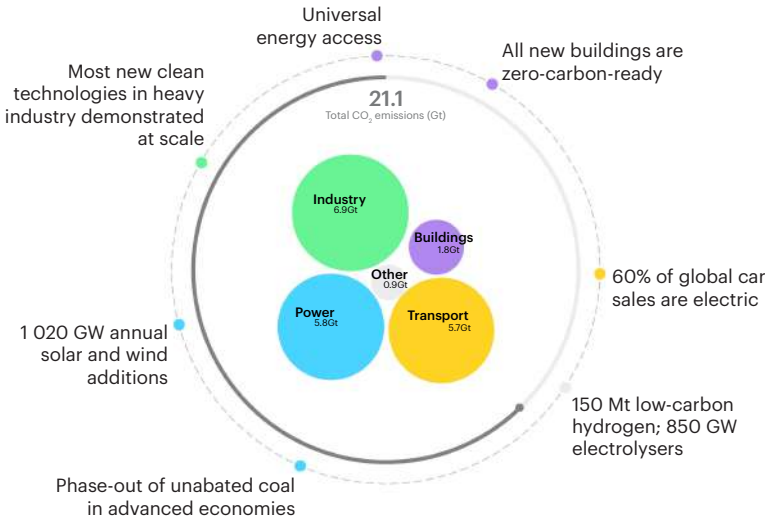 Universal
energy access
All new buildings are
zero-carbon-ready
Most new clean
technologies in heavy
industry demonstrated
at scale
21.1
Total CO₂ emissions (Gt)
Industry
6.9Gt
Buildings
1.8Gt
Other
0.9Gt
Power
5.8Gt
Transport
5.7Gt
60% of global car
sales are electric
1 020 GW annual
solar and wind
additions
150 Mt low-carbon
hydrogen; 850 GW
electrolysers
Phase-out of unabated coal
in advanced economies